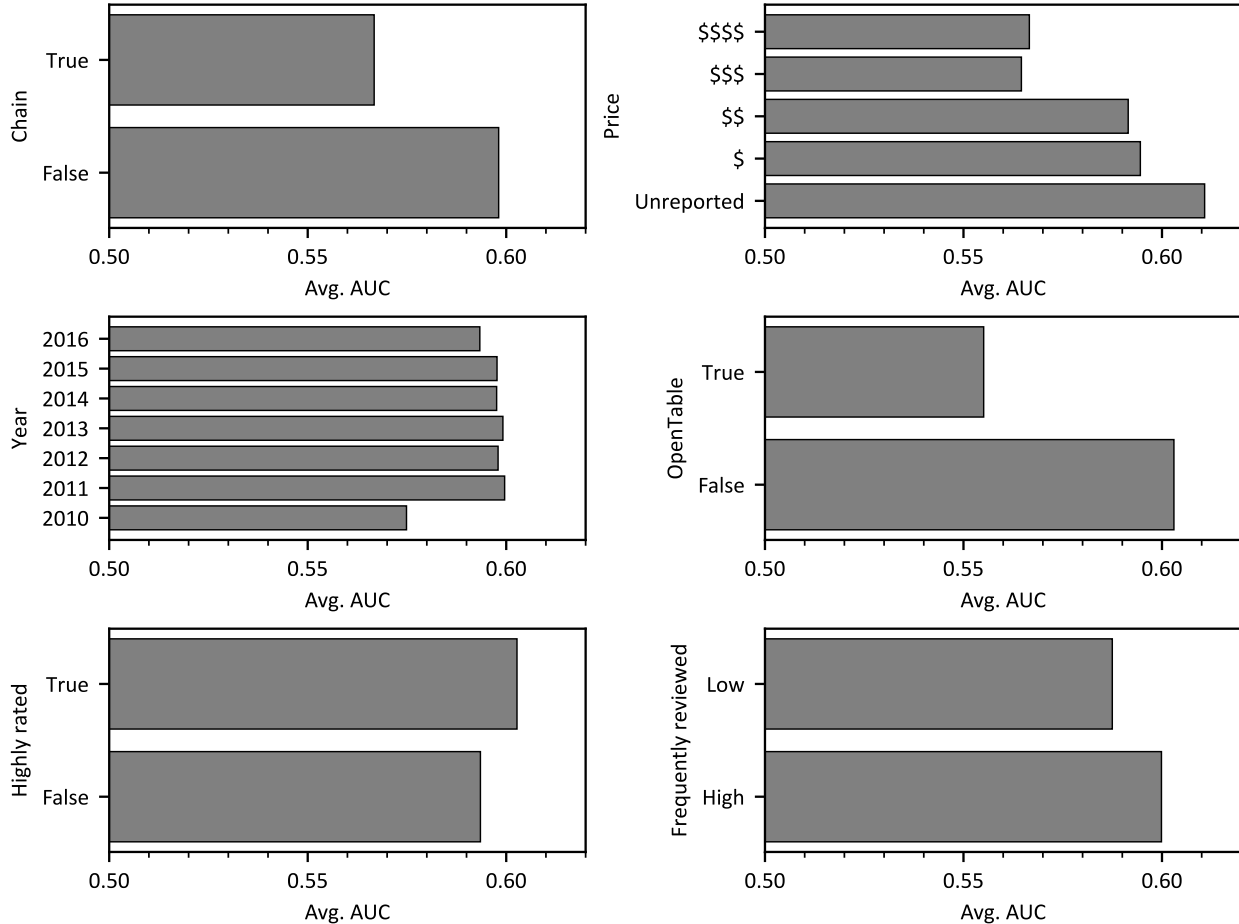 Chain
True
False
0.50 0.55 0.60
Avg. AUC
Price
$$$$
$$$
$$
$
Unreported
0.50 0.55 0.60
Avg. AUC
Year
2016
2015
2014
2013
2012
2011
2010
0.50 0.55 0.60
Avg. AUC
OpenTable
True
False
0.50 0.55 0.60
Avg. AUC
Highly rated
True
False
0.50 0.55 0.60
Avg. AUC
Frequently reviewed
Low
High
0.50 0.55 0.60
Avg. AUC